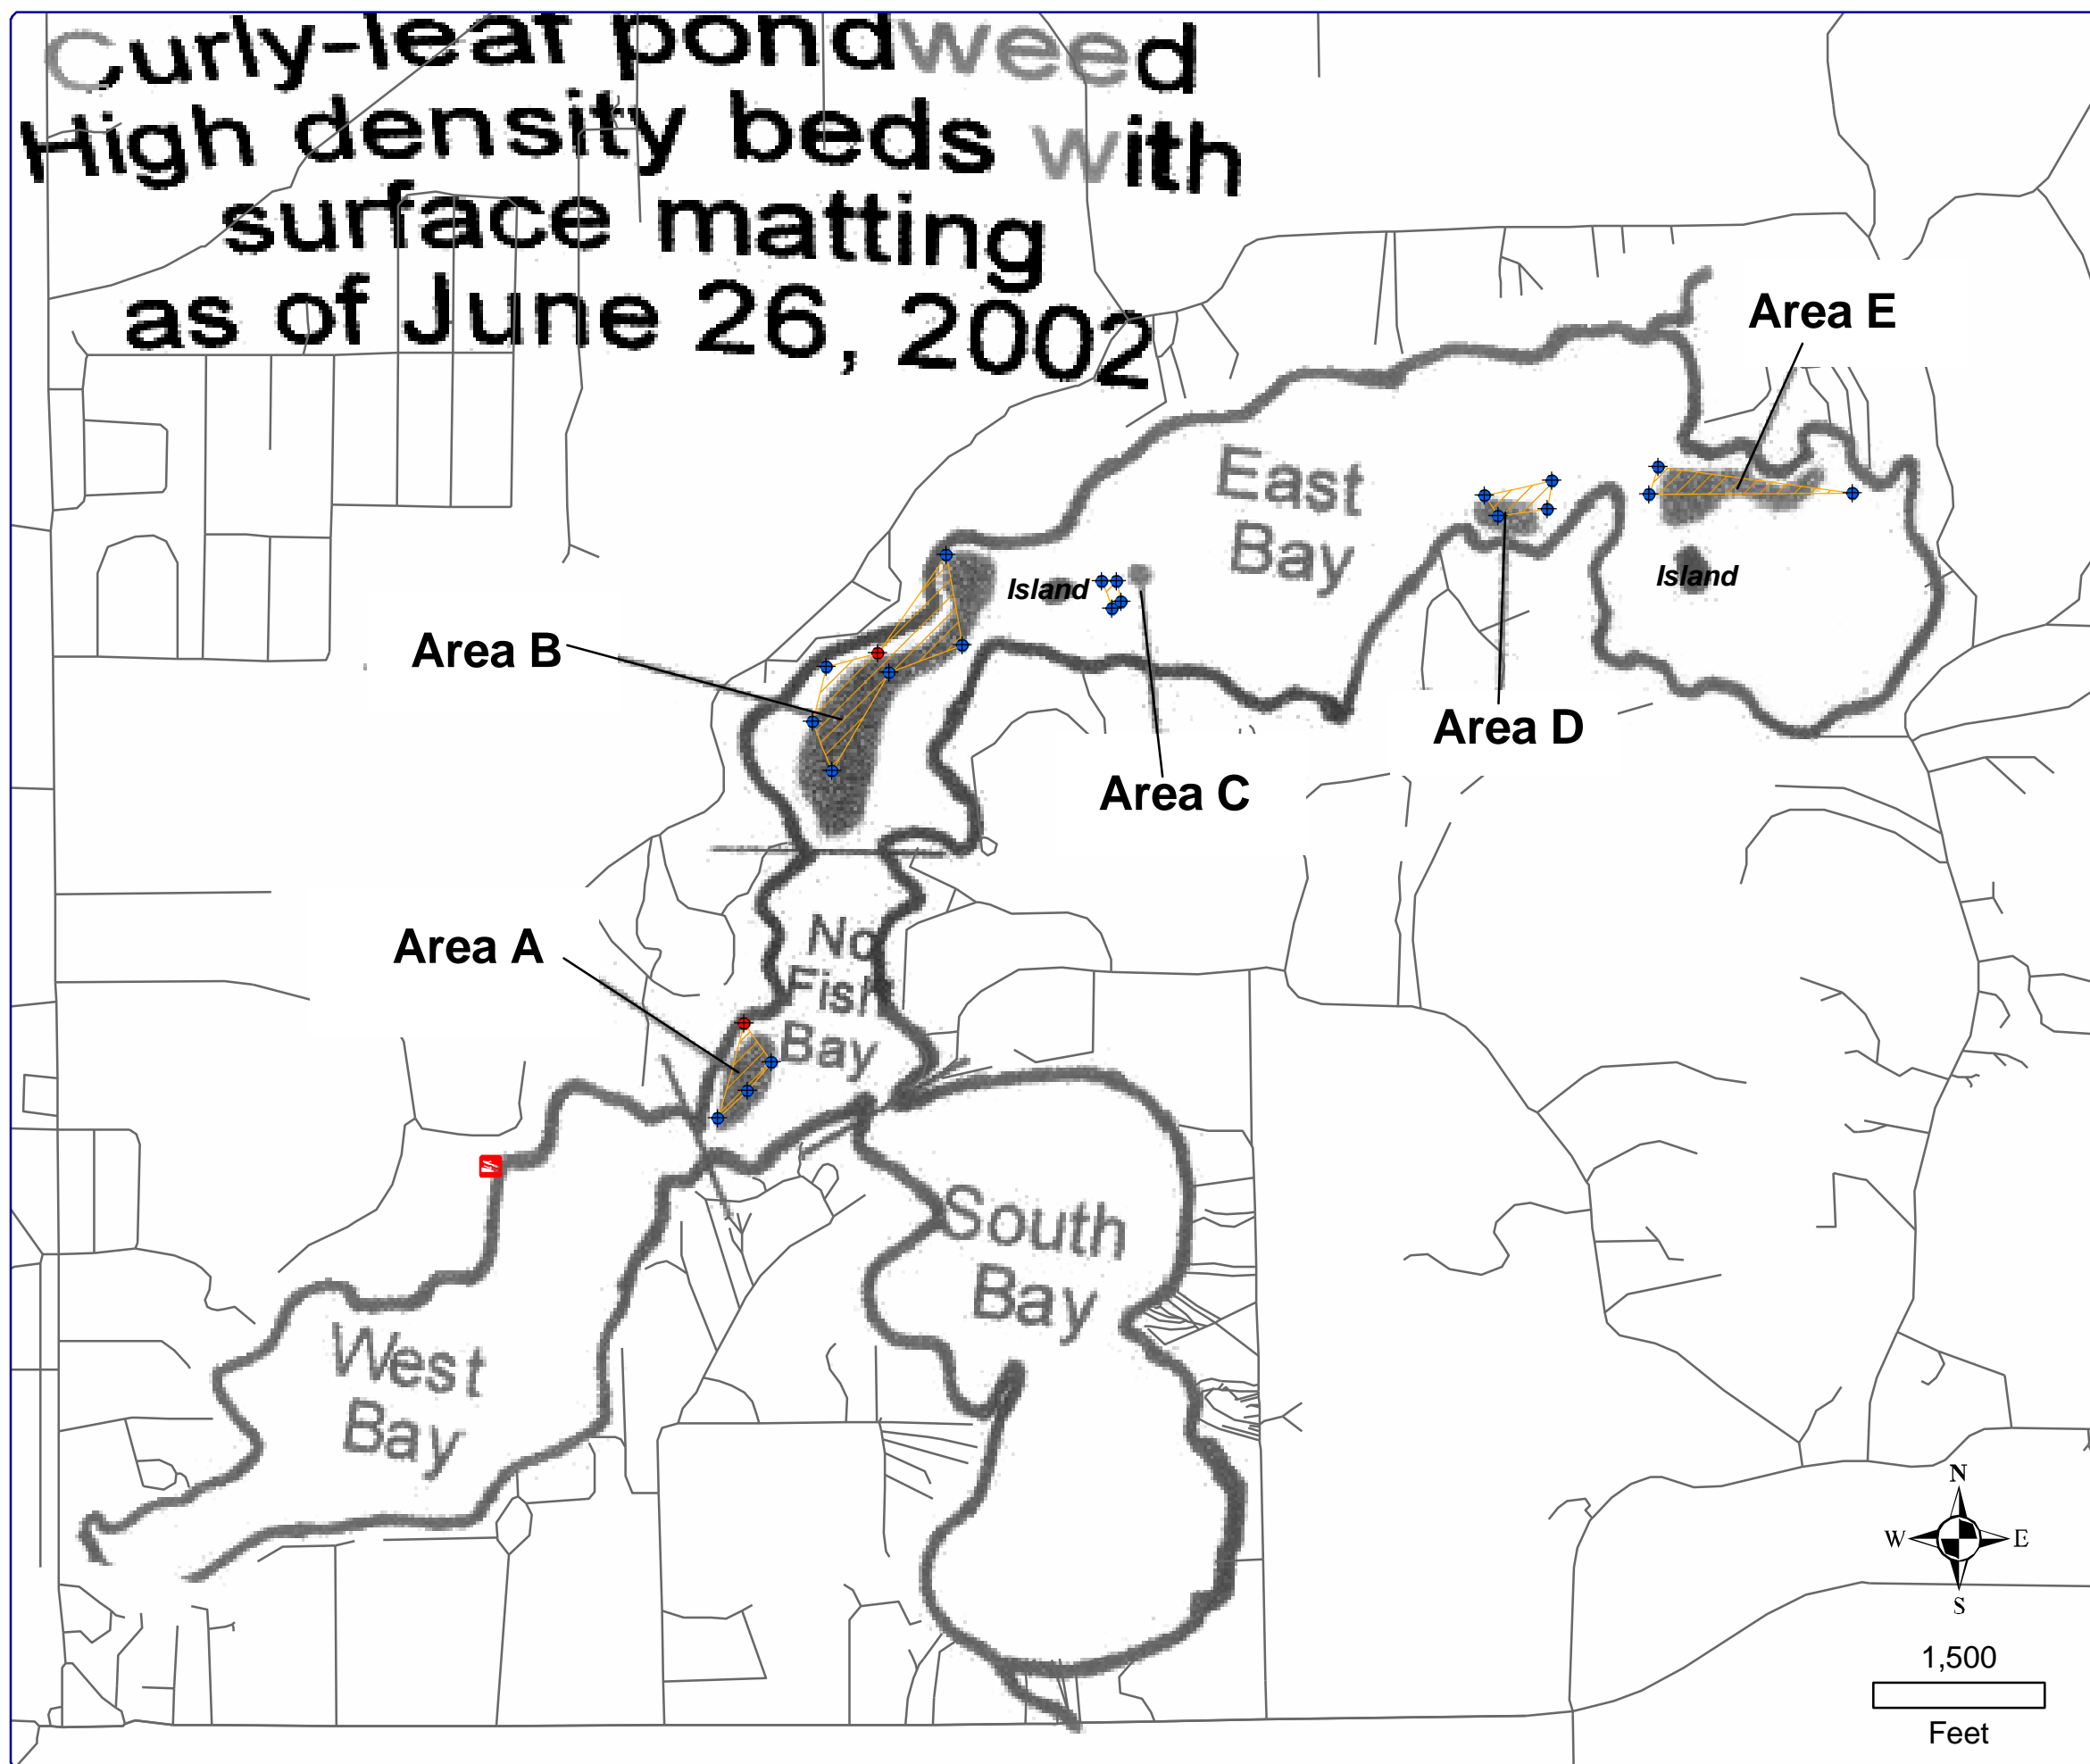 Curly-leaf pondweed
High density beds with
surface matting
as of June 26, 2002
Area E
East
Bay
Island
Island
Area B
Area D
Area C
Area A
No
Fish
Bay
South
Bay
West
Bay
N
W E
S
1,500
Feet